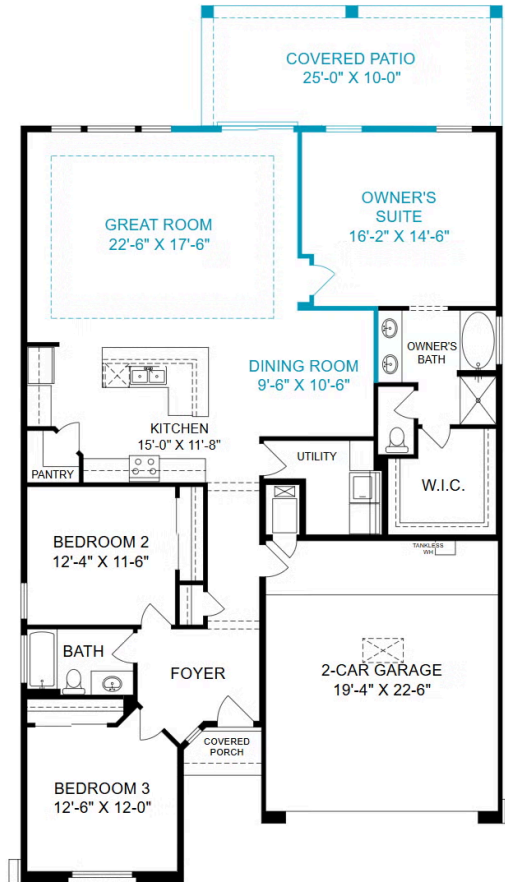 COVERED PATIO
25'-0" X 10-0"
GREAT ROOM
22'-6" X 17'-6"
OWNER'S
SUITE
16'-2" X 14'-6"
OWNER'S
BATH
DINING ROOM
9'-6" X 10'-6"
KITCHEN
15'-0" X 11'-8"
PANTRY
UTILITY
W.I.C.
BEDROOM 2
12'-4" X 11'-6"
TANKLESS
WH
BATH
FOYER
2-CAR GARAGE
19'-4" X 22'-6"
COVERED
PORCH
BEDROOM 3
12'-6" X 12'-0"